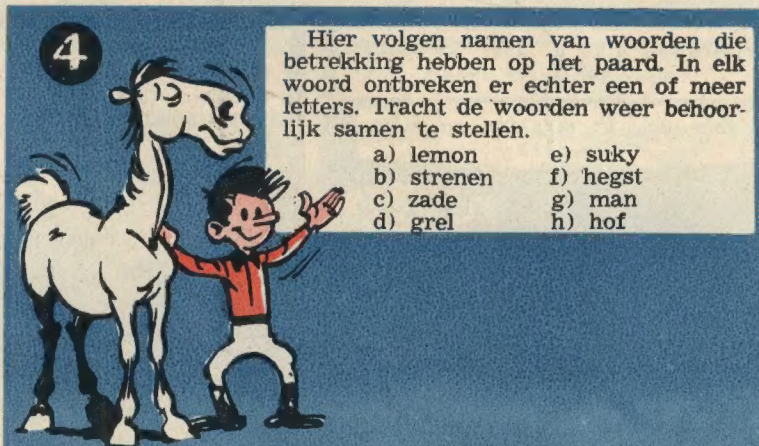 4
Hier volgen namen van woorden die
betrekking hebben op het paard. In elk
woord ontbreken er echter een of meer
letters. Tracht de woorden weer behoor-
lijk samen te stellen.
a) lemon e) suky
b) strenen f) hegst
c) zade g) man
d) grel h) hof